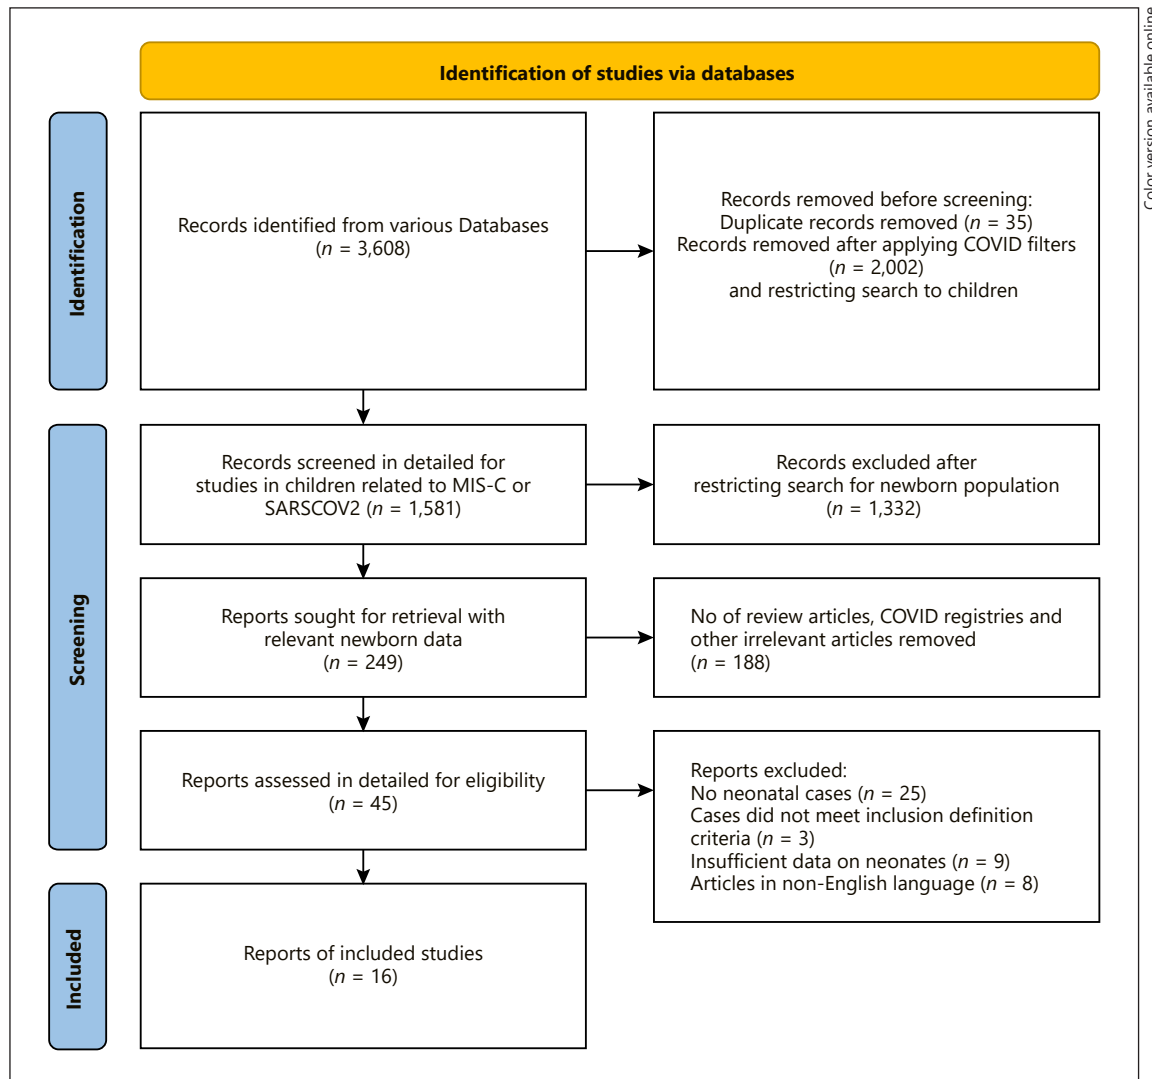 Identification of studies via databases
Identification
Records identified from various Databases
(n = 3,608)
Records removed before screening:
Duplicate records removed (n = 35)
Records removed after applying COVID filters
(n = 2,002)
and restricting search to children
Screening
Records screened in detailed for
studies in children related to MIS-C or
SARSCOV2 (n = 1,581)
Records excluded after
restricting search for newborn population
(n = 1,332)
Reports sought for retrieval with
relevant newborn data
(n = 249)
No of review articles, COVID registries and
other irrelevant articles removed
(n = 188)
Reports assessed in detailed for eligibility
(n = 45)
Reports excluded:
No neonatal cases (n = 25)
Cases did not meet inclusion definition
criteria (n = 3)
Insufficient data on neonates (n = 9)
Articles in non-English language (n = 8)
Included
Reports of included studies
(n = 16)
Color version available online